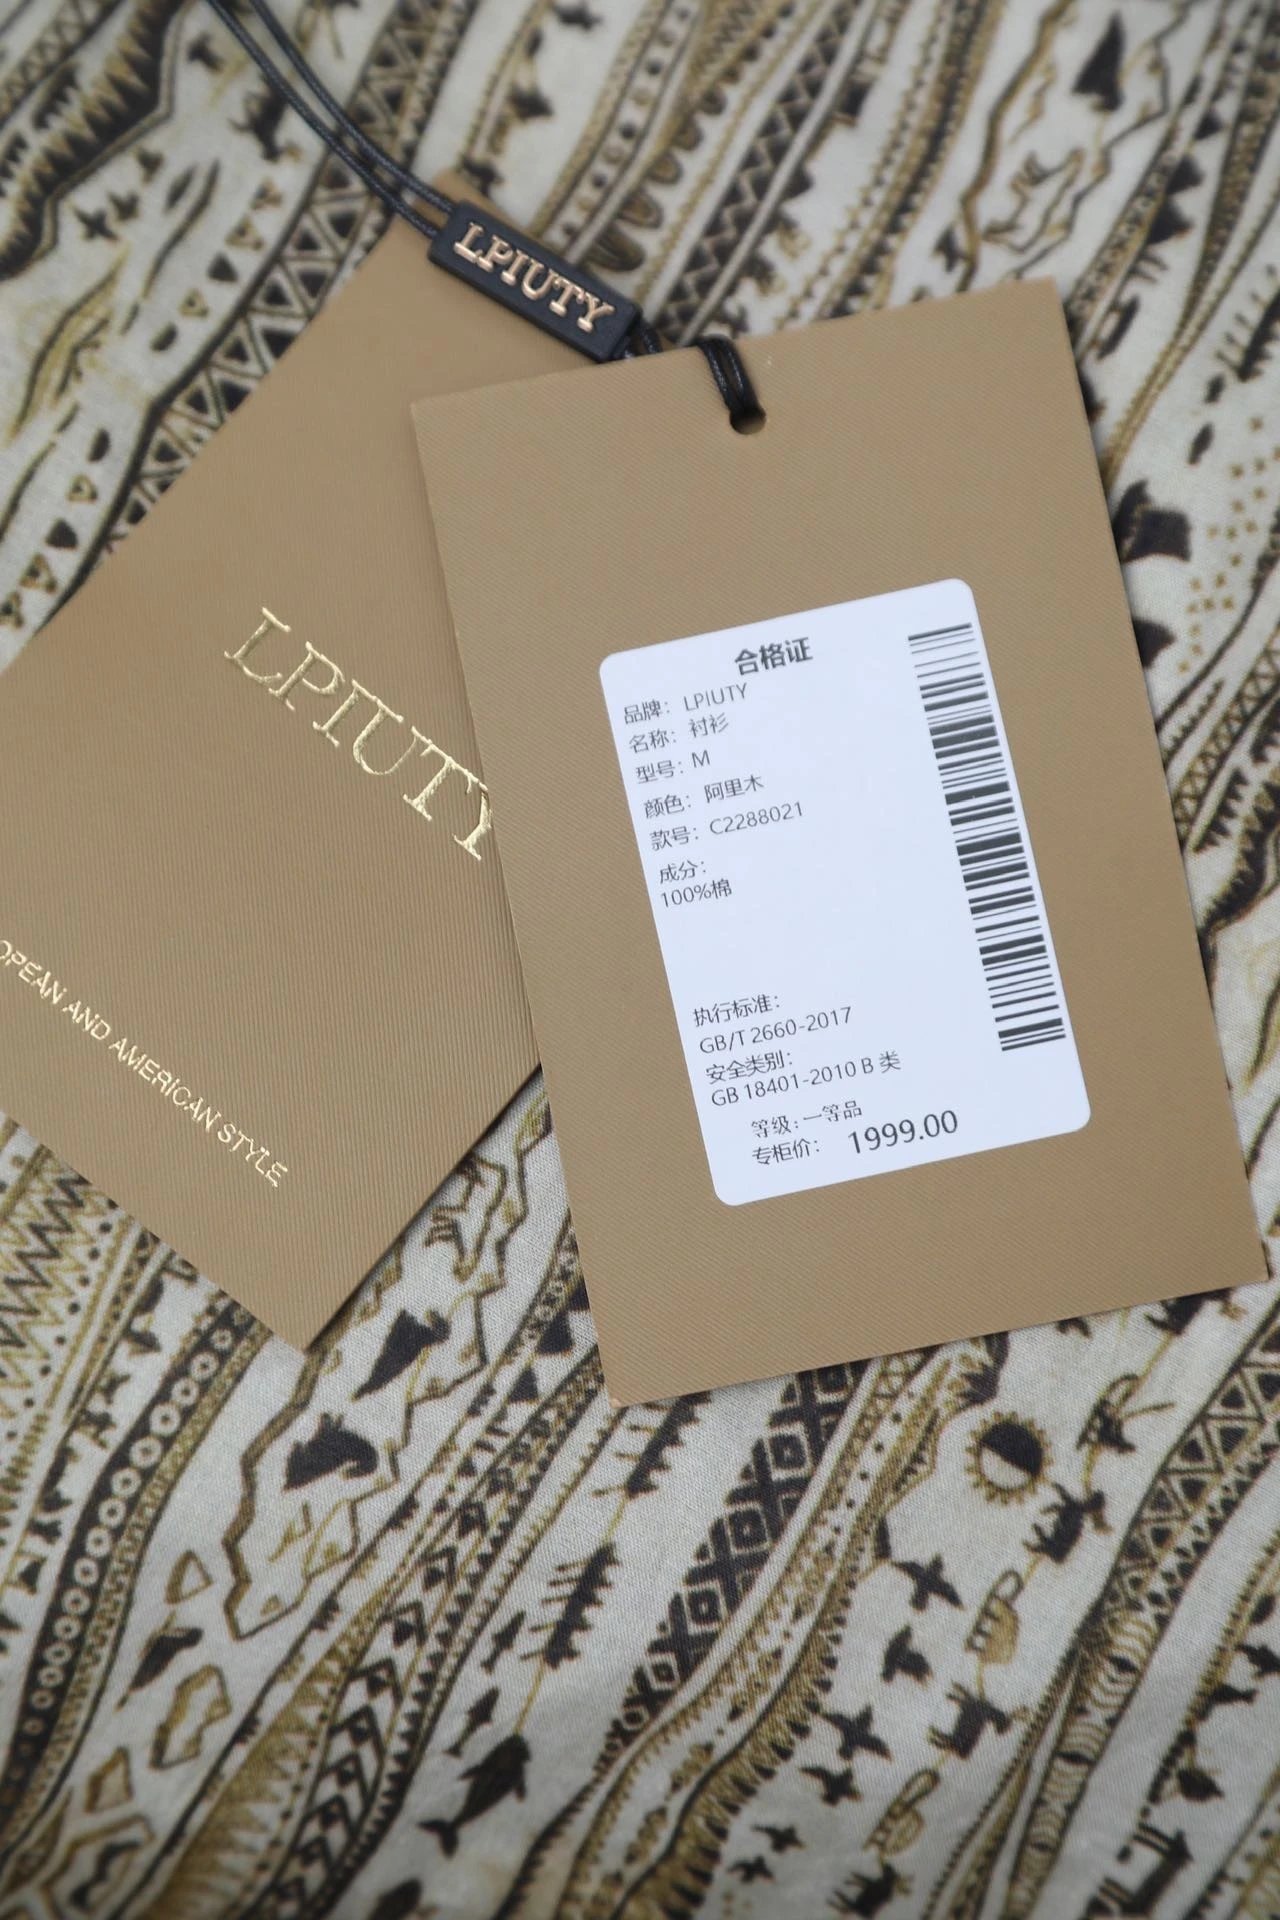 LPIUTY
LPIUTY
OPEAN AND AMERICAN STYLE
合格证
品牌: LPIUTY
名称: 衬衫
型号: M
颜色: 阿里木
款号: C2288021
成分:
100%棉
执行标准:
GB/T 2660-2017
安全类别:
GB 18401-2010 B 类
等级: 一等品
专柜价: 1999.00